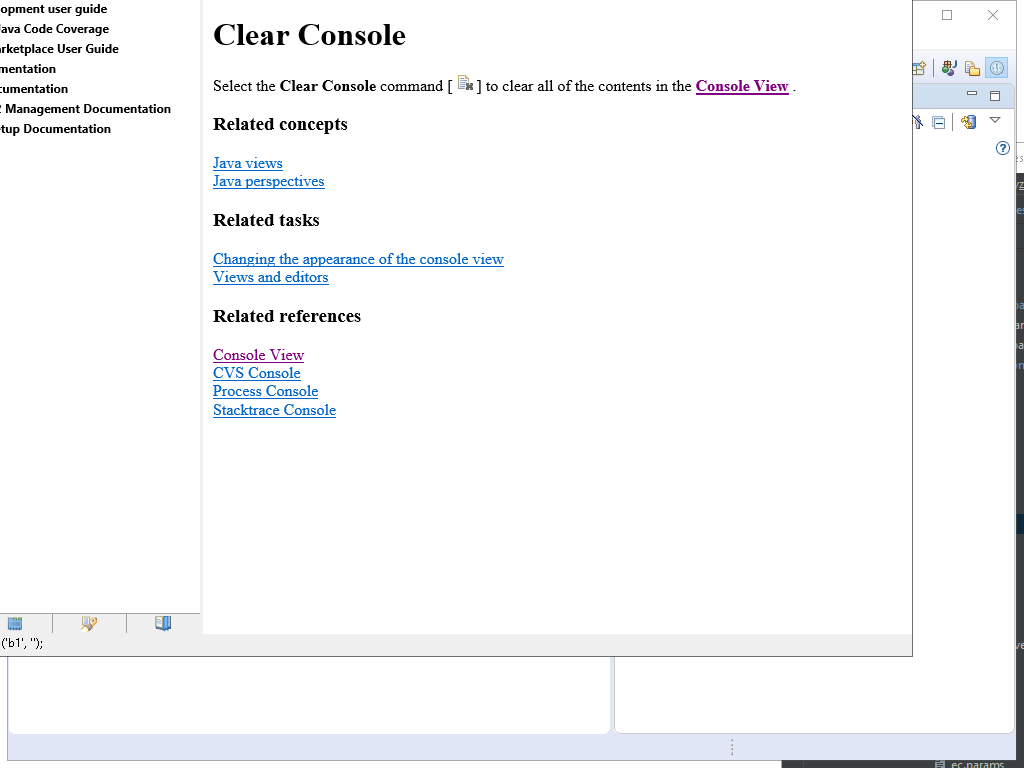 opment user guide
Java Code Coverage
arketplace User Guide
mentation
cumentation
2 Management Documentation
tup Documentation
Clear Console
Select the Clear Console command [ ] to clear all of the contents in the Console View .
Related concepts
Java views
Java perspectives
Related tasks
Changing the appearance of the console view
Views and editors
Related references
Console View
CVS Console
Process Console
Stacktrace Console
('b1', '');
ec.params